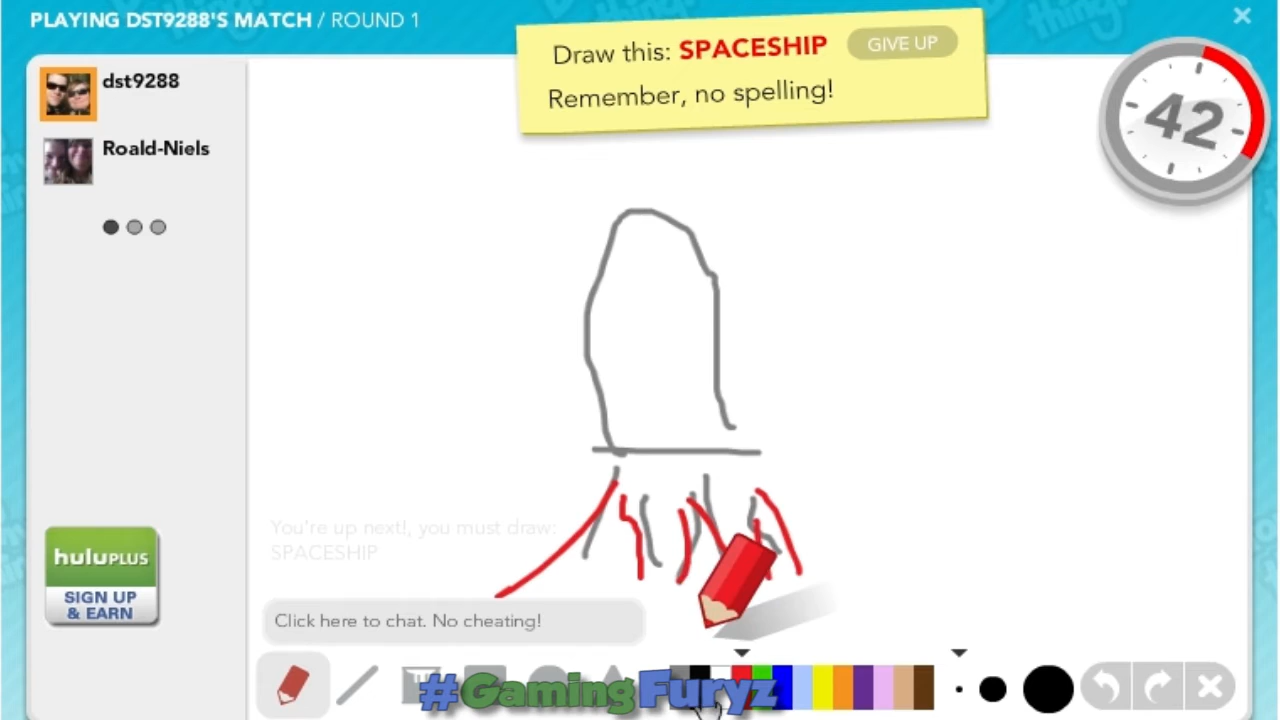 PLAYING DST9288'S MATCH / ROUND 1
Draw this: SPACESHIP
GIVE UP
Remember, no spelling!
42
dst9288
Roald-Niels
You're up next!, you must draw:
SPACESHIP
huluPLUS
SIGN UP
& EARN
Click here to chat. No cheating!
#GamingFuryz